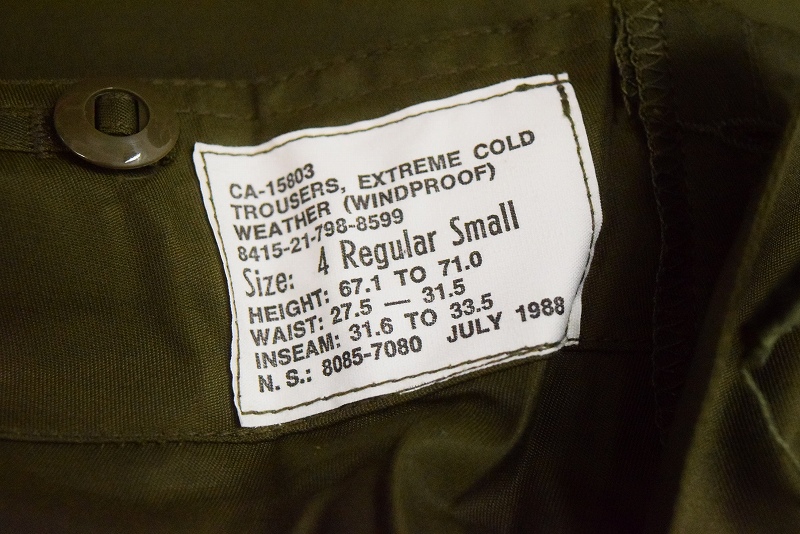 CA-15803
TROUSERS, EXTREME COLD
WEATHER (WINDPROOF)
8415-21-798-8599
Size: 4 Regular Small
HEIGHT: 67.1 TO 71.0
WAIST: 27.5 — 31.5
INSEAM: 31.6 TO 33.5
N. S.: 8085-7080 JULY 1988